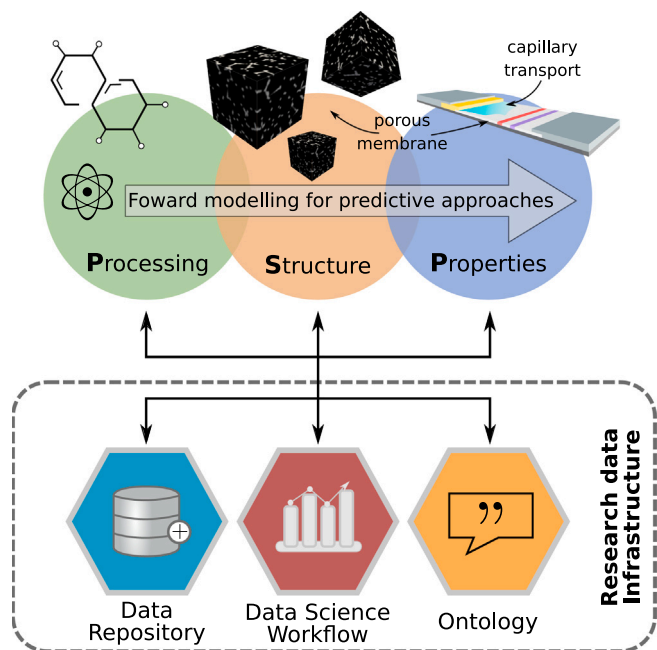 capillary
transport
porous
membrane
Foward modelling for predictive approaches
Processing
Structure
Properties
Research data
Infrastructure
Data
Repository
Data Science
Workflow
Ontology